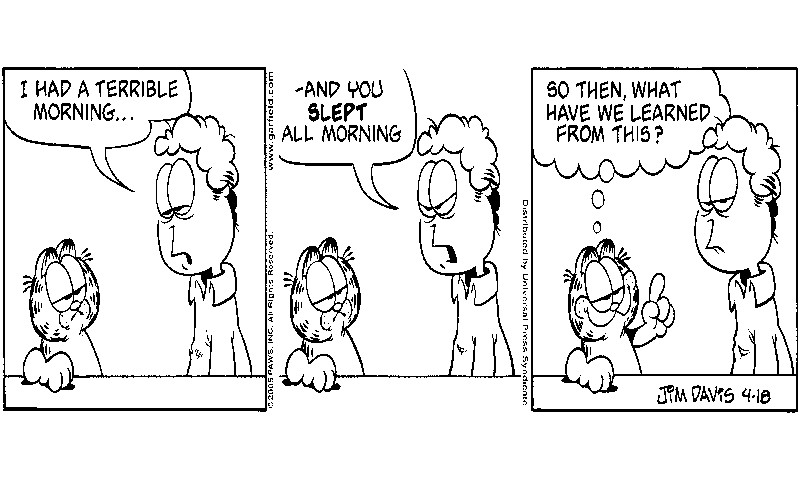 I HAD A TERRIBLE
MORNING...
www.garfield.com
© 2005 PAWS, INC. All Rights Reserved.
-AND YOU
SLEPT
ALL MORNING
Distributed by Universal Press Syndicate
SO THEN, WHAT
HAVE WE LEARNED
FROM THIS?
JIM DAVIS 4-18